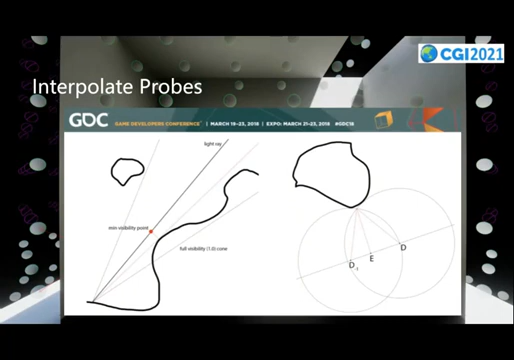 CGI2021
Interpolate Probes
GDC
GAME DEVELOPERS CONFERENCE | MARCH 19–23, 2018 | EXPO: MARCH 21–23, 2018 #GDC18
light ray
min visibility point
full visibility (1.0) cone
D
E
D-1